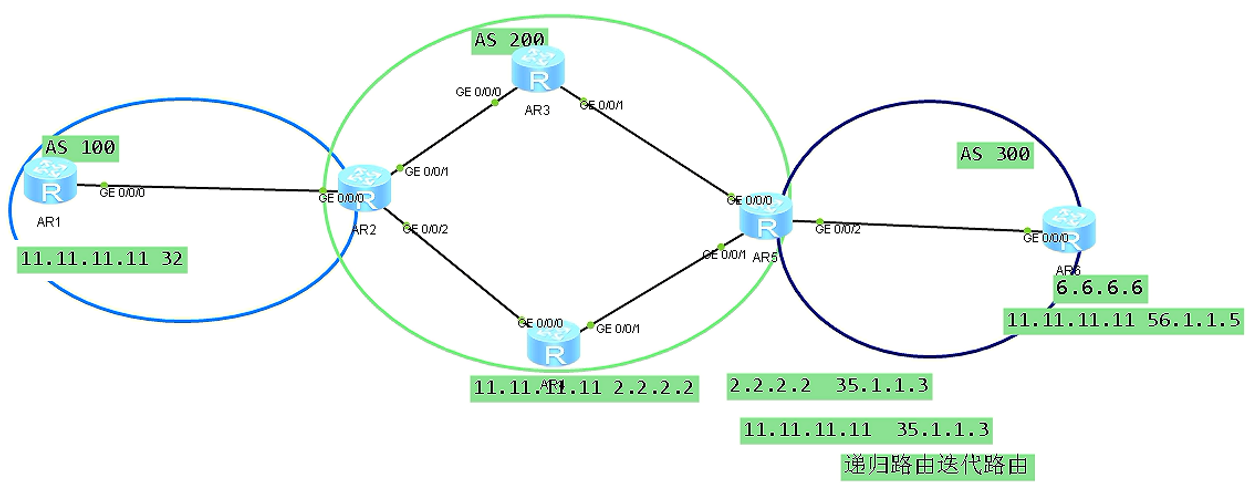 AS 200
GE 0/0/0
GE 0/0/1
R
AR3
AS 100
AS 300
R
GE 0/0/0
AR1
GE 0/0/0
R
GE 0/0/1
AR2
GE 0/0/2
GE 0/0/0
R
GE 0/0/2
GE 0/0/1
AR5
GE 0/0/0
R
AR6
11.11.11.11 32
6.6.6.6
11.11.11.11 56.1.1.5
GE 0/0/0
GE 0/0/1
R
AR4
11.11.11.11 2.2.2.2
2.2.2.2 35.1.1.3
11.11.11.11 35.1.1.3
递归路由迭代路由